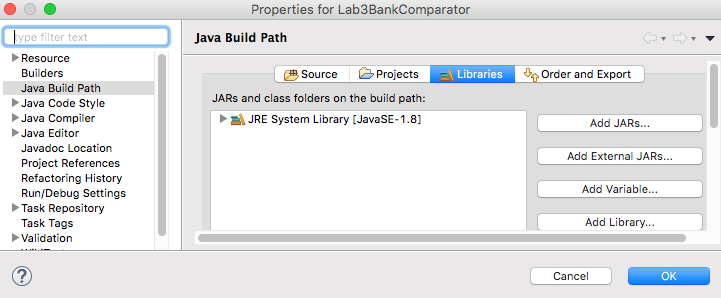 Properties for Lab3BankComparator
type filter text
Resource
Builders
Java Build Path
Java Code Style
Java Compiler
Java Editor
Javadoc Location
Project References
Refactoring History
Run/Debug Settings
Task Repository
Task Tags
Validation
Java Build Path
Source Projects Libraries Order and Export
JARs and class folders on the build path:
JRE System Library [JavaSE-1.8]
Add JARs...
Add External JARs...
Add Variable...
Add Library...
?
Cancel OK